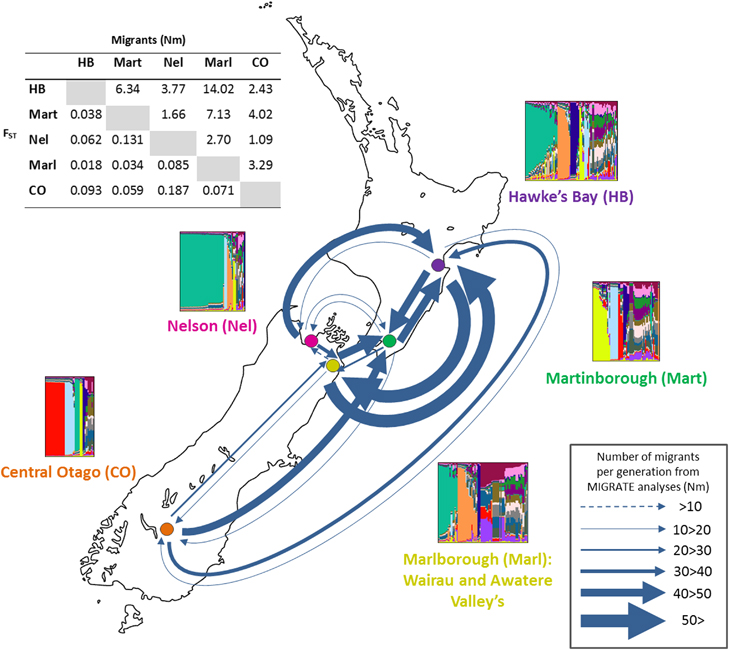 Migrants (Nm)
HB Mart Nel Marl CO
HB 6.34 3.77 14.02 2.43
Mart 0.038 1.66 7.13 4.02
FST Nel 0.062 0.131 2.70 1.09
Marl 0.018 0.034 0.085 3.29
CO 0.093 0.059 0.187 0.071
Hawke's Bay (HB)
Nelson (Nel)
Martinborough (Mart)
Central Otago (CO)
Marlborough (Marl):
Wairau and Awatere
Valley's
Number of migrants
per generation from
MIGRATE analyses (Nm)
>10
10>20
20>30
30>40
40>50
50>